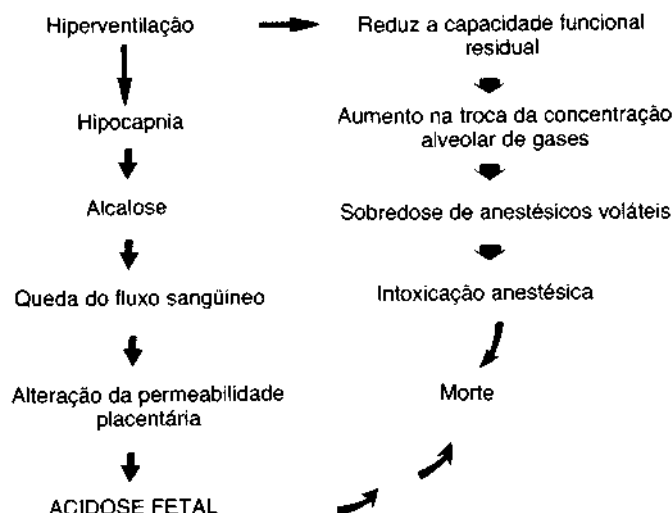 Hiperventilação
Reduz a capacidade funcional
residual
Hipocapnia
Aumento na troca da concentração
alveolar de gases
Alcalose
Sobredose de anestésicos voláteis
Queda do fluxo sangüíneo
Intoxicação anestésica
Alteração da permeabilidade
placentária
Morte
ACIDOSE FETAL